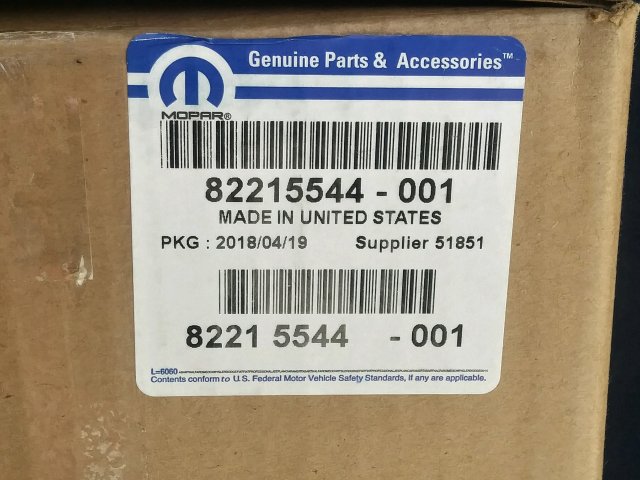 Genuine Parts & Accessories™
MOPAR®
82215544 - 001
MADE IN UNITED STATES
PKG : 2018/04/19 Supplier 51851
8221 5544 - 001
L=6060
Contents conform to U.S. Federal Motor Vehicle Safety Standards, if any are applicable.